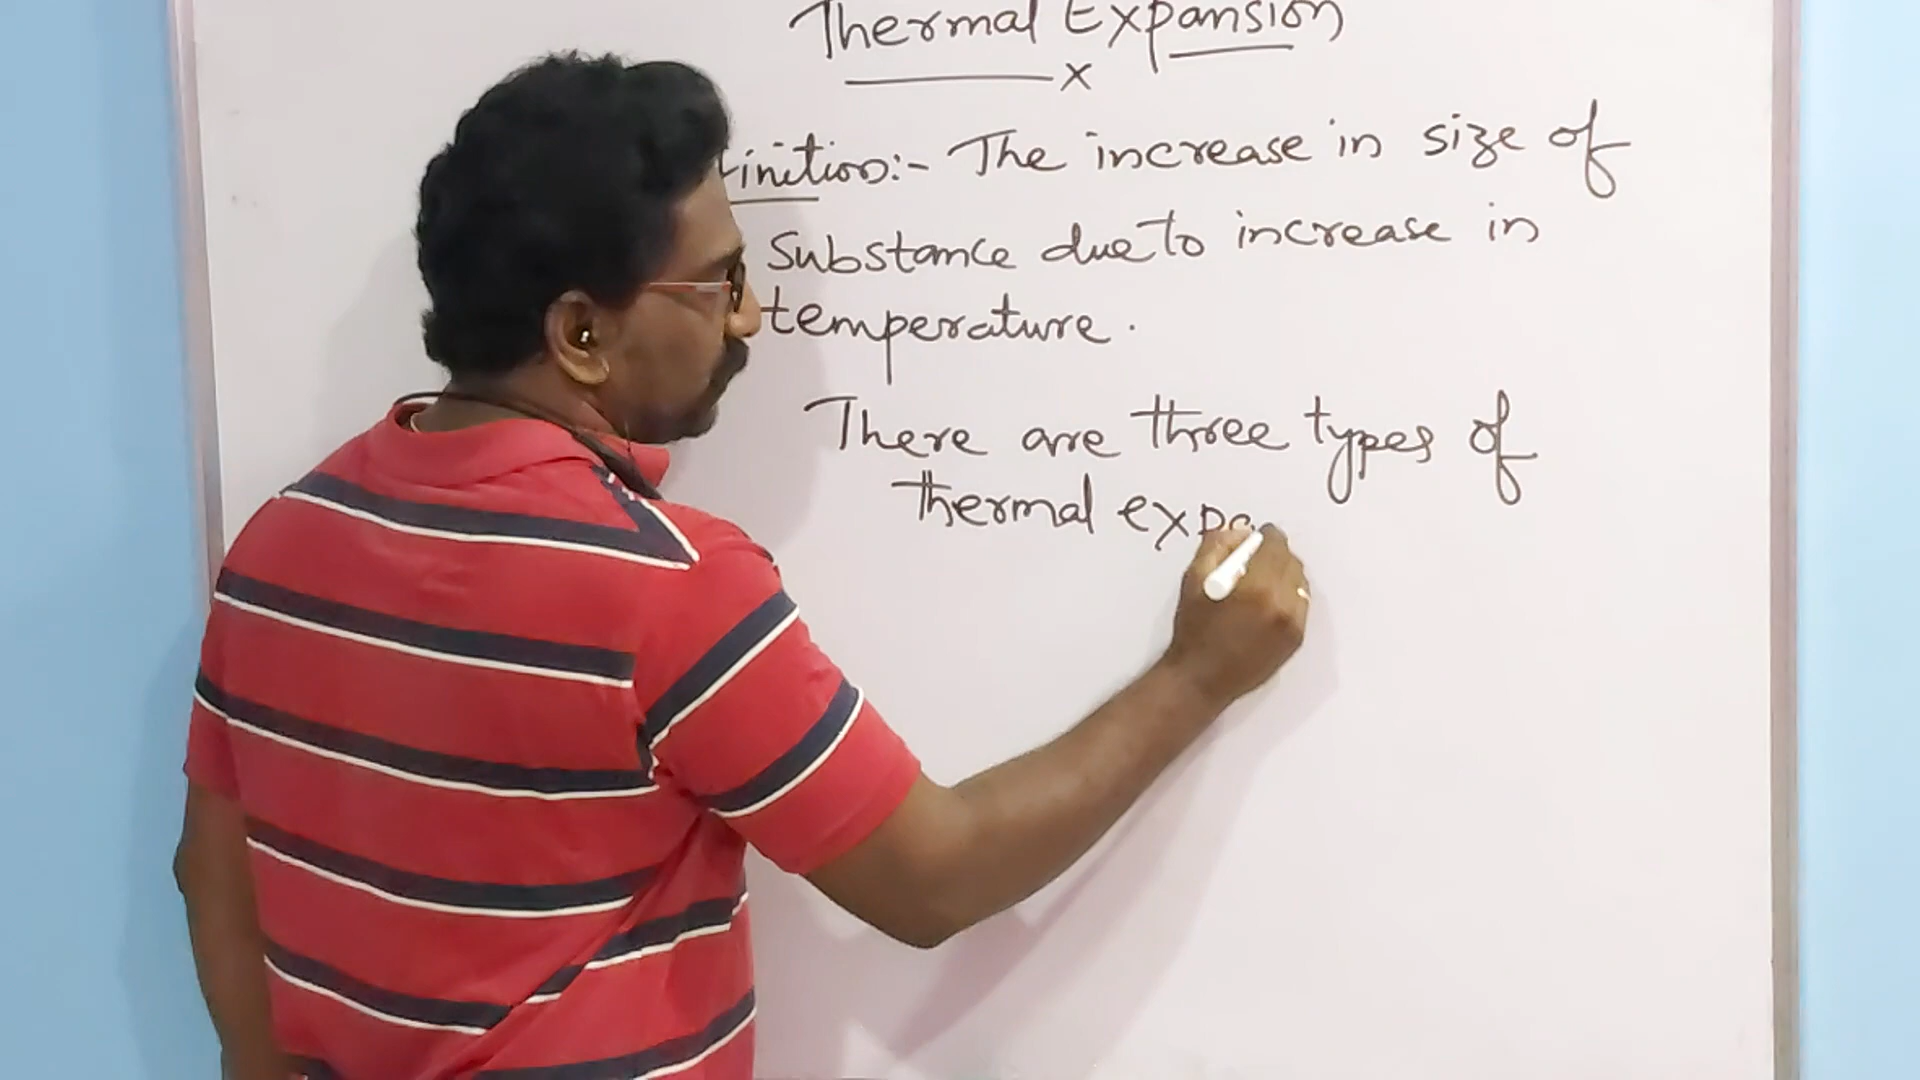 Thermal Expansion
x
inition:- The increase in size of
Substance due to increase in
temperature.
There are three types of
thermal expa